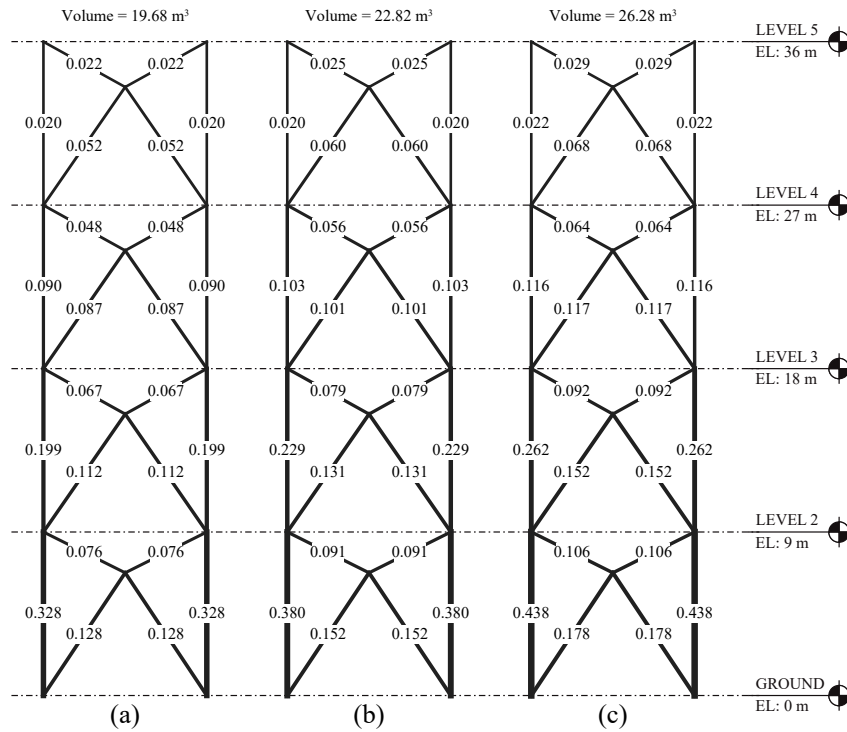 Volume = 19.68 m³ Volume = 22.82 m³ Volume = 26.28 m³
LEVEL 5
EL: 36 m
0.022 0.022 0.025 0.025 0.029 0.029
0.020 0.020 0.020 0.020 0.022 0.022
0.052 0.052 0.060 0.060 0.068 0.068
LEVEL 4
EL: 27 m
0.048 0.048 0.056 0.056 0.064 0.064
0.090 0.090 0.103 0.103 0.116 0.116
0.087 0.087 0.101 0.101 0.117 0.117
LEVEL 3
EL: 18 m
0.067 0.067 0.079 0.079 0.092 0.092
0.199 0.199 0.229 0.229 0.262 0.262
0.112 0.112 0.131 0.131 0.152 0.152
LEVEL 2
EL: 9 m
0.076 0.076 0.091 0.091 0.106 0.106
0.328 0.328 0.380 0.380 0.438 0.438
0.128 0.128 0.152 0.152 0.178 0.178
GROUND
EL: 0 m
(a) (b) (c)